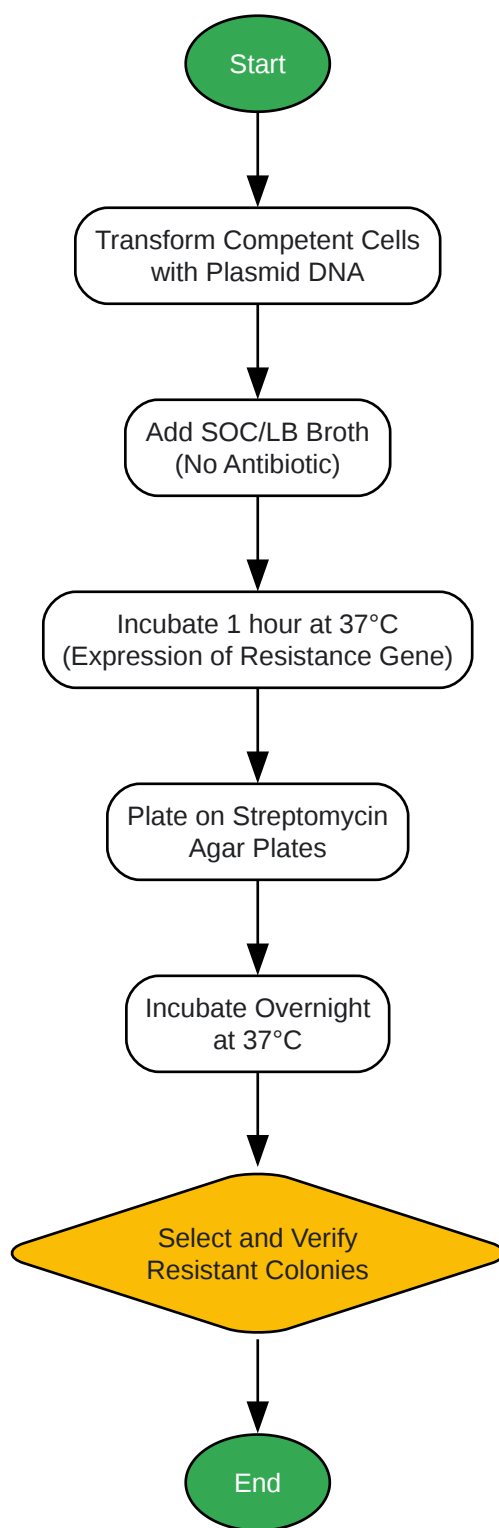 Start
Transform Competent Cells
with Plasmid DNA
Add SOC/LB Broth
(No Antibiotic)
Incubate 1 hour at 37°C
(Expression of Resistance Gene)
Plate on Streptomycin
Agar Plates
Incubate Overnight
at 37°C
Select and Verify
Resistant Colonies
End